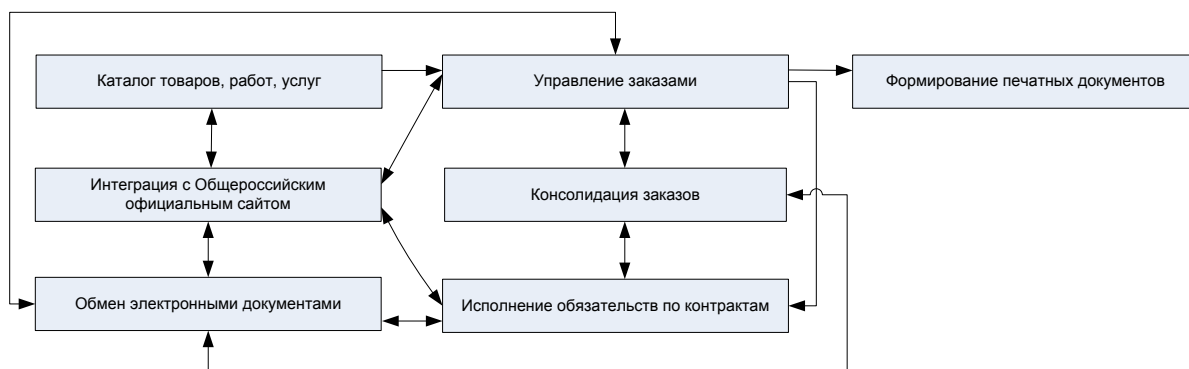 Каталог товаров, работ, услуг
Управление заказами
Формирование печатных документов
Интеграция с Общероссийским
официальным сайтом
Консолидация заказов
Обмен электронными документами
Исполнение обязательств по контрактам